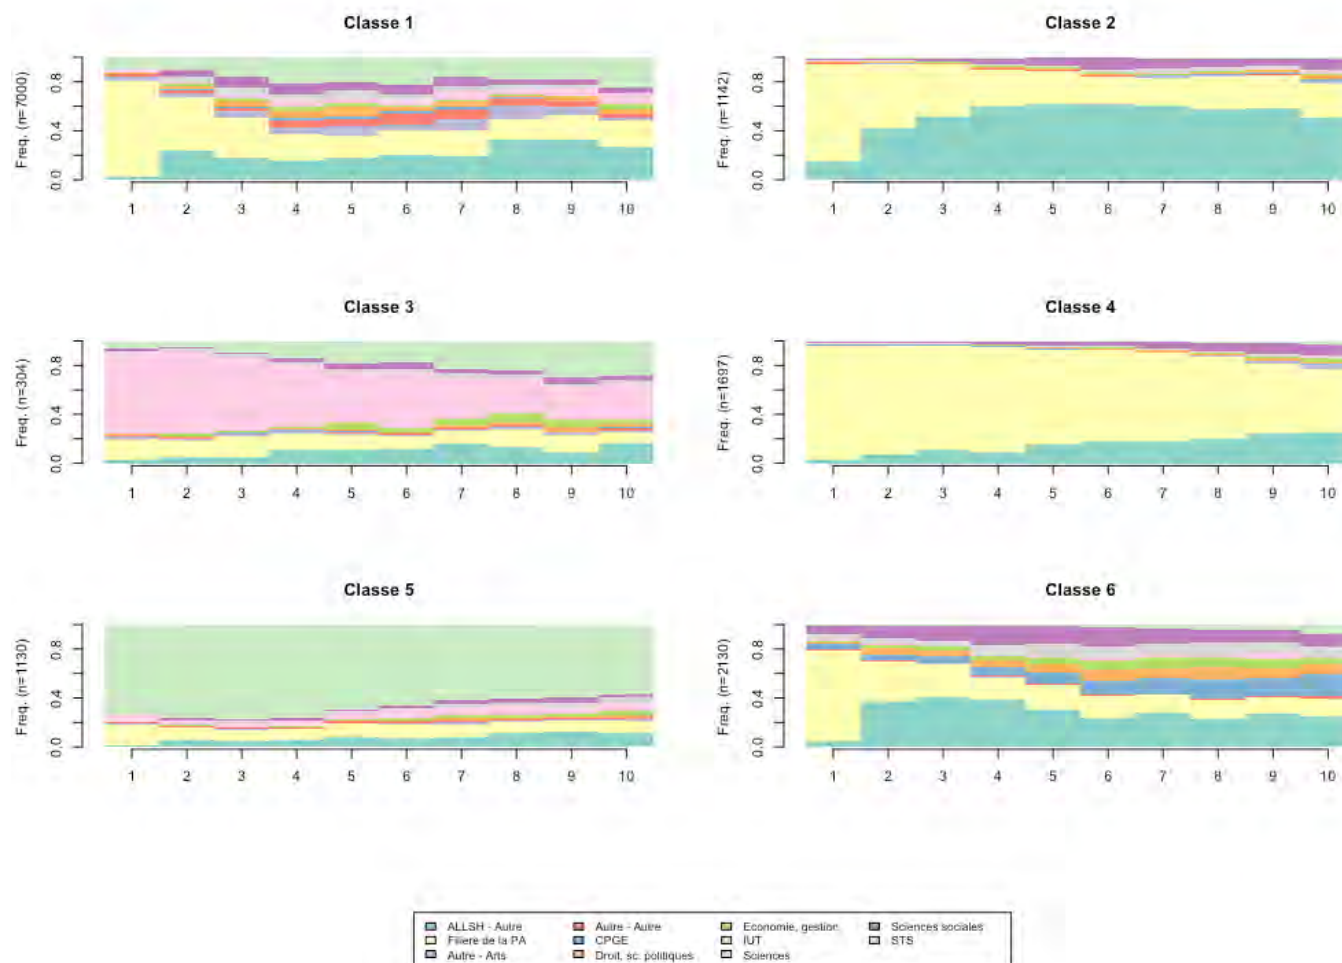 Classe 1
Classe 2
Freq. (n=7000)
0.0 0.4 0.8
1 2 3 4 5 6 7 8 9 10
Freq. (n=1142)
0.0 0.4 0.8
1 2 3 4 5 6 7 8 9 10
Classe 3
Classe 4
Freq. (n=304)
0.0 0.4 0.8
1 2 3 4 5 6 7 8 9 10
Freq. (n=1697)
0.0 0.4 0.8
1 2 3 4 5 6 7 8 9 10
Classe 5
Classe 6
Freq. (n=1130)
0.0 0.4 0.8
1 2 3 4 5 6 7 8 9 10
Freq. (n=2130)
0.0 0.4 0.8
1 2 3 4 5 6 7 8 9 10
ALLSH - Autre
Filière de la PA
Autre - Arts
Autre - Autre
CPGE
Droit, sc. politiques
Economie, gestion
IUT
Sciences
Sciences sociales
STS